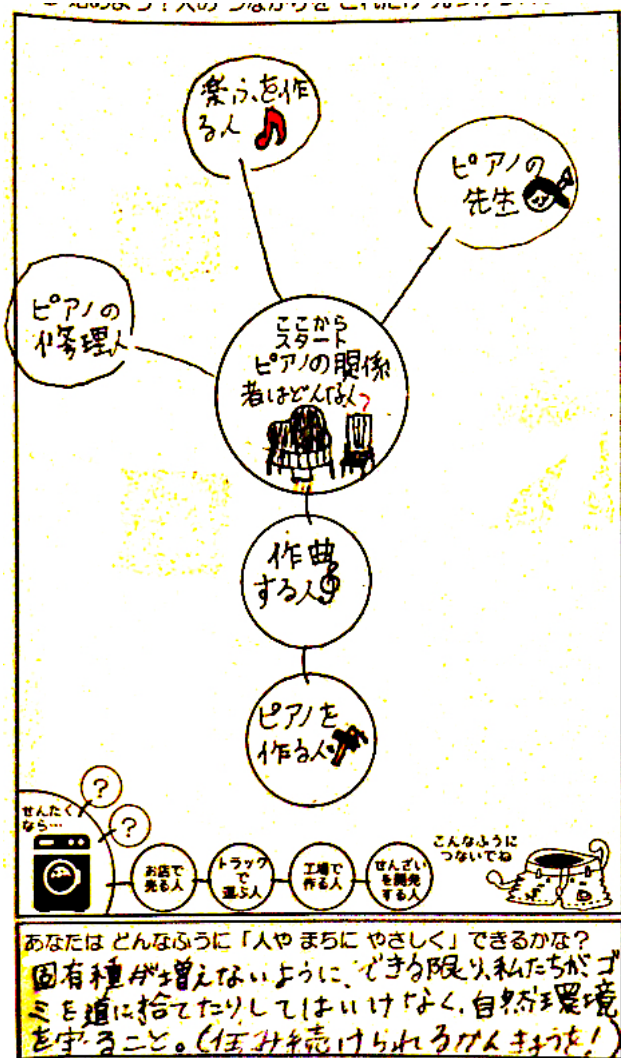 楽ふを作
る人
ピアノの
先生
ピアノの
修理人
ここから
スタート
ピアノの関係
者はどんな人?
作曲
する人
ピアノを
作る人
?
?
せんたく
なら…
お店で
売る人
トラック
で
運ぶ人
工場で
作る人
せんざい
を開発
する人
こんなふうに
つないでね
あなたは どんなふうに「人や まちに やさしく」できるかな?
固有種が増えないように、できる限り、私たちがゴ
ミを道に捨てたりしてはいけなく、自然環境
を守ること。(住み続けられるかんきょうを!)